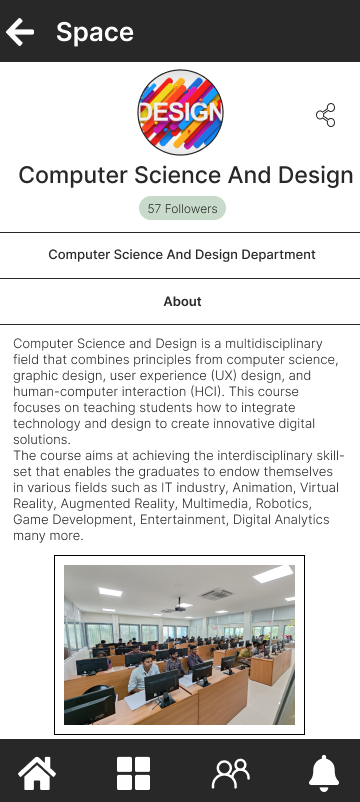 Space
DESIGN
Computer Science And Design
57 Followers
Computer Science And Design Department
About
Computer Science and Design is a multidisciplinary
field that combines principles from computer science,
graphic design, user experience (UX) design, and
human-computer interaction (HCI). This course
focuses on teaching students how to integrate
technology and design to create innovative digital
solutions.
The course aims at achieving the interdisciplinary skill-
set that enables the graduates to endow themselves
in various fields such as IT industry, Animation, Virtual
Reality, Augmented Reality, Multimedia, Robotics,
Game Development, Entertainment, Digital Analytics
many more.